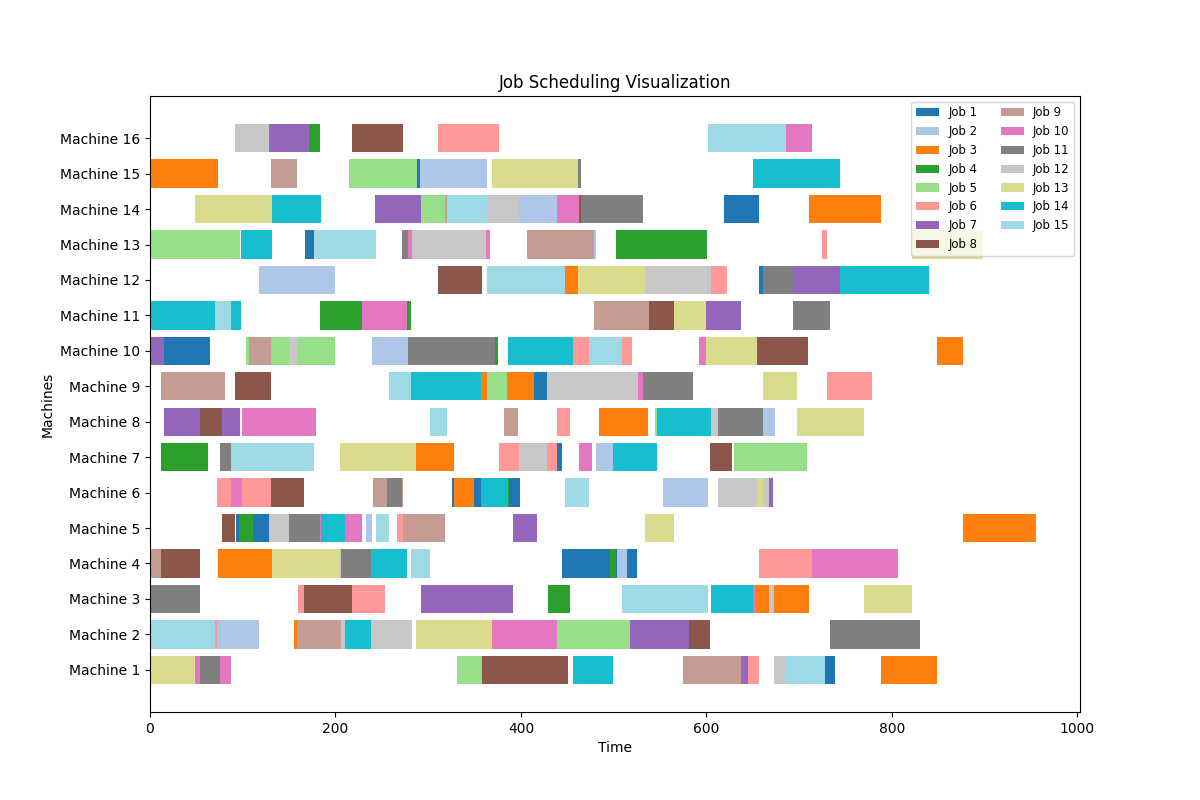 Job Scheduling Visualization
Machine 16
Machine 15
Machine 14
Machine 13
Machine 12
Machine 11
Machine 10
Machine 9
Machine 8
Machine 7
Machine 6
Machine 5
Machine 4
Machine 3
Machine 2
Machine 1
Machines
0 200 400 600 800 1000
Time
Job 1
Job 2
Job 3
Job 4
Job 5
Job 6
Job 7
Job 8
Job 9
Job 10
Job 11
Job 12
Job 13
Job 14
Job 15